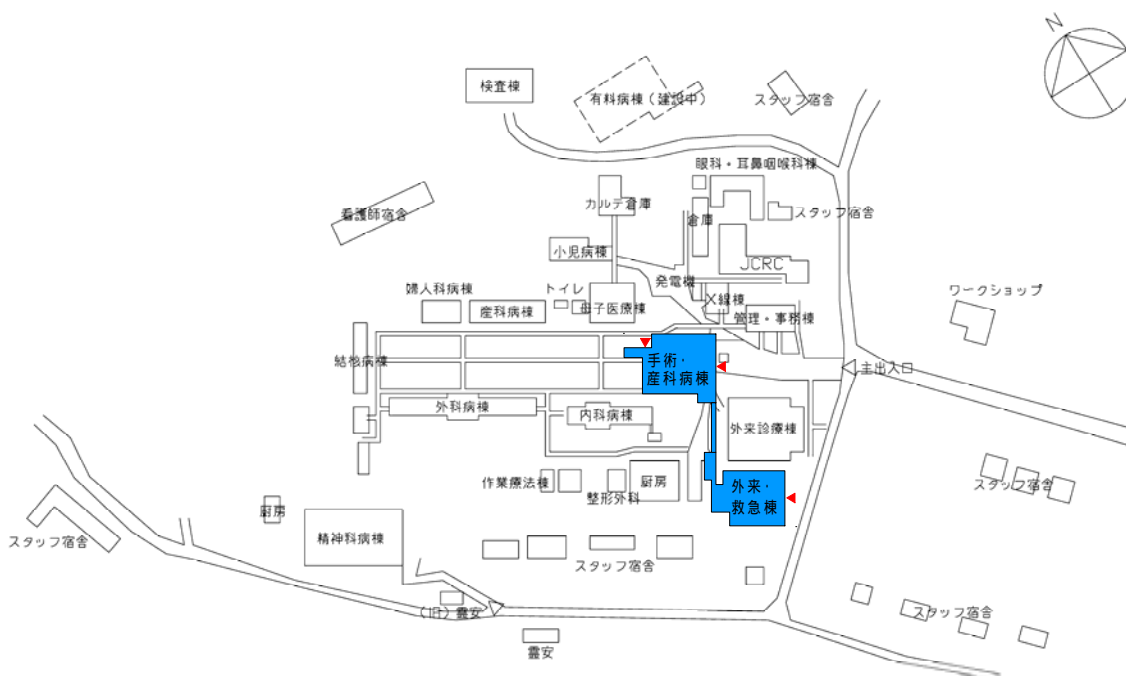 N
検査棟
有料病棟(建設中)
スタッフ宿舎
眼科・耳鼻咽喉科棟
カルテ倉庫
看護師宿舎
倉庫
スタッフ宿舎
小児病棟
JCRC
発電機
婦人科病棟
トイレ
X線棟
ワークショップ
産科病棟
母子医療棟
管理・事務棟
結核病棟
手術・
産科病棟
主出入口
外科病棟
内科病棟
外来診療棟
作業療法棟
厨房
整形外科
外来・
救急棟
スタッフ宿舎
厨房
スタッフ宿舎
精神科病棟
スタッフ宿舎
(旧)霊安
スタッフ宿舎
霊安